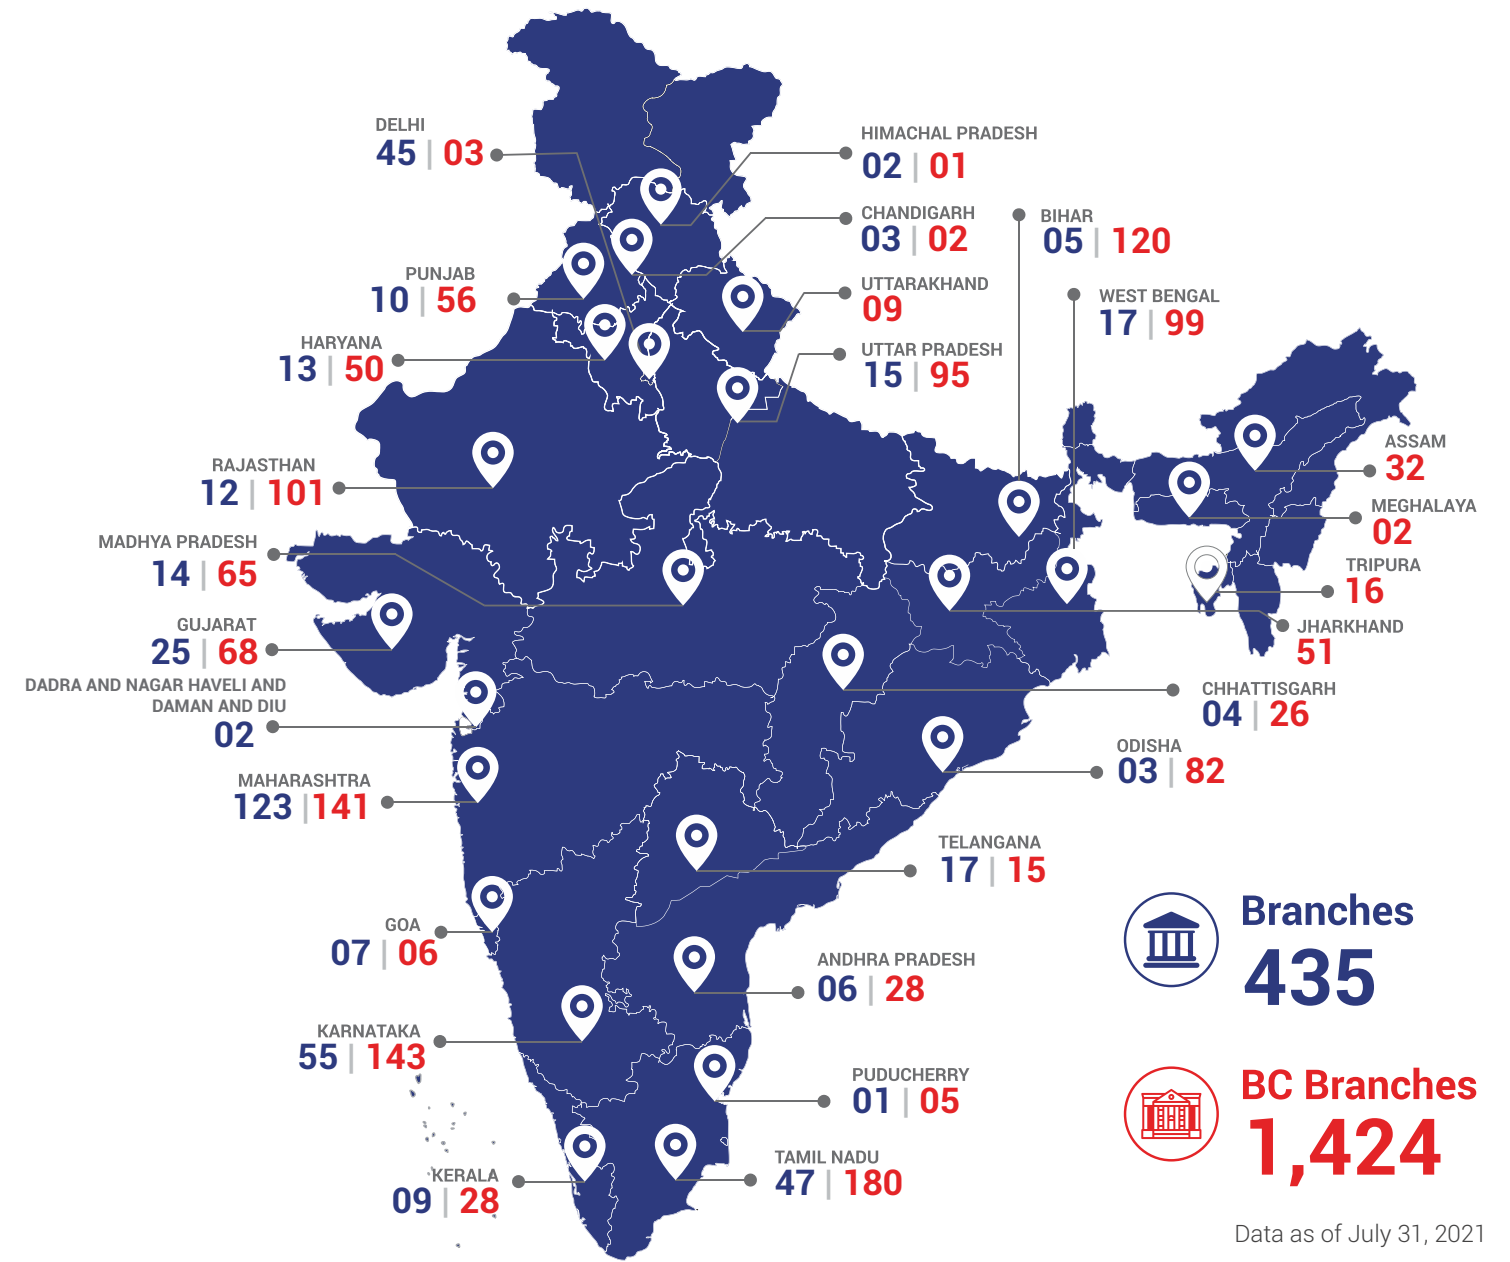 DELHI
45 | 03
HIMACHAL PRADESH
02 | 01
CHANDIGARH
03 | 02
BIHAR
05 | 120
PUNJAB
10 | 56
UTTARAKHAND
09
WEST BENGAL
17 | 99
HARYANA
13 | 50
UTTAR PRADESH
15 | 95
RAJASTHAN
12 | 101
ASSAM
32
MEGHALAYA
02
MADHYA PRADESH
14 | 65
TRIPURA
16
GUJARAT
25 | 68
JHARKHAND
51
DADRA AND NAGAR HAVELI AND
DAMAN AND DIU
02
CHHATTISGARH
04 | 26
ODISHA
03 | 82
MAHARASHTRA
123 | 141
TELANGANA
17 | 15
GOA
07 | 06
ANDHRA PRADESH
06 | 28
KARNATAKA
55 | 143
PUDUCHERRY
01 | 05
KERALA
09 | 28
TAMIL NADU
47 | 180
Branches
435
BC Branches
1,424
Data as of July 31, 2021